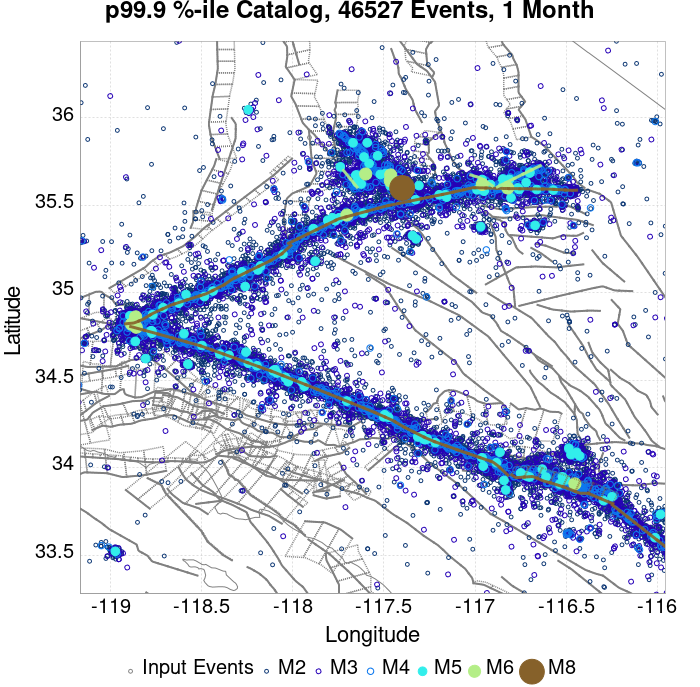 p99.9 %-ile Catalog, 46527 Events, 1 Month
Latitude
36
35.5
35
34.5
34
33.5
-119 -118.5 -118 -117.5 -117 -116.5 -116
Longitude
Input Events M2 M3 M4 M5 M6 M8